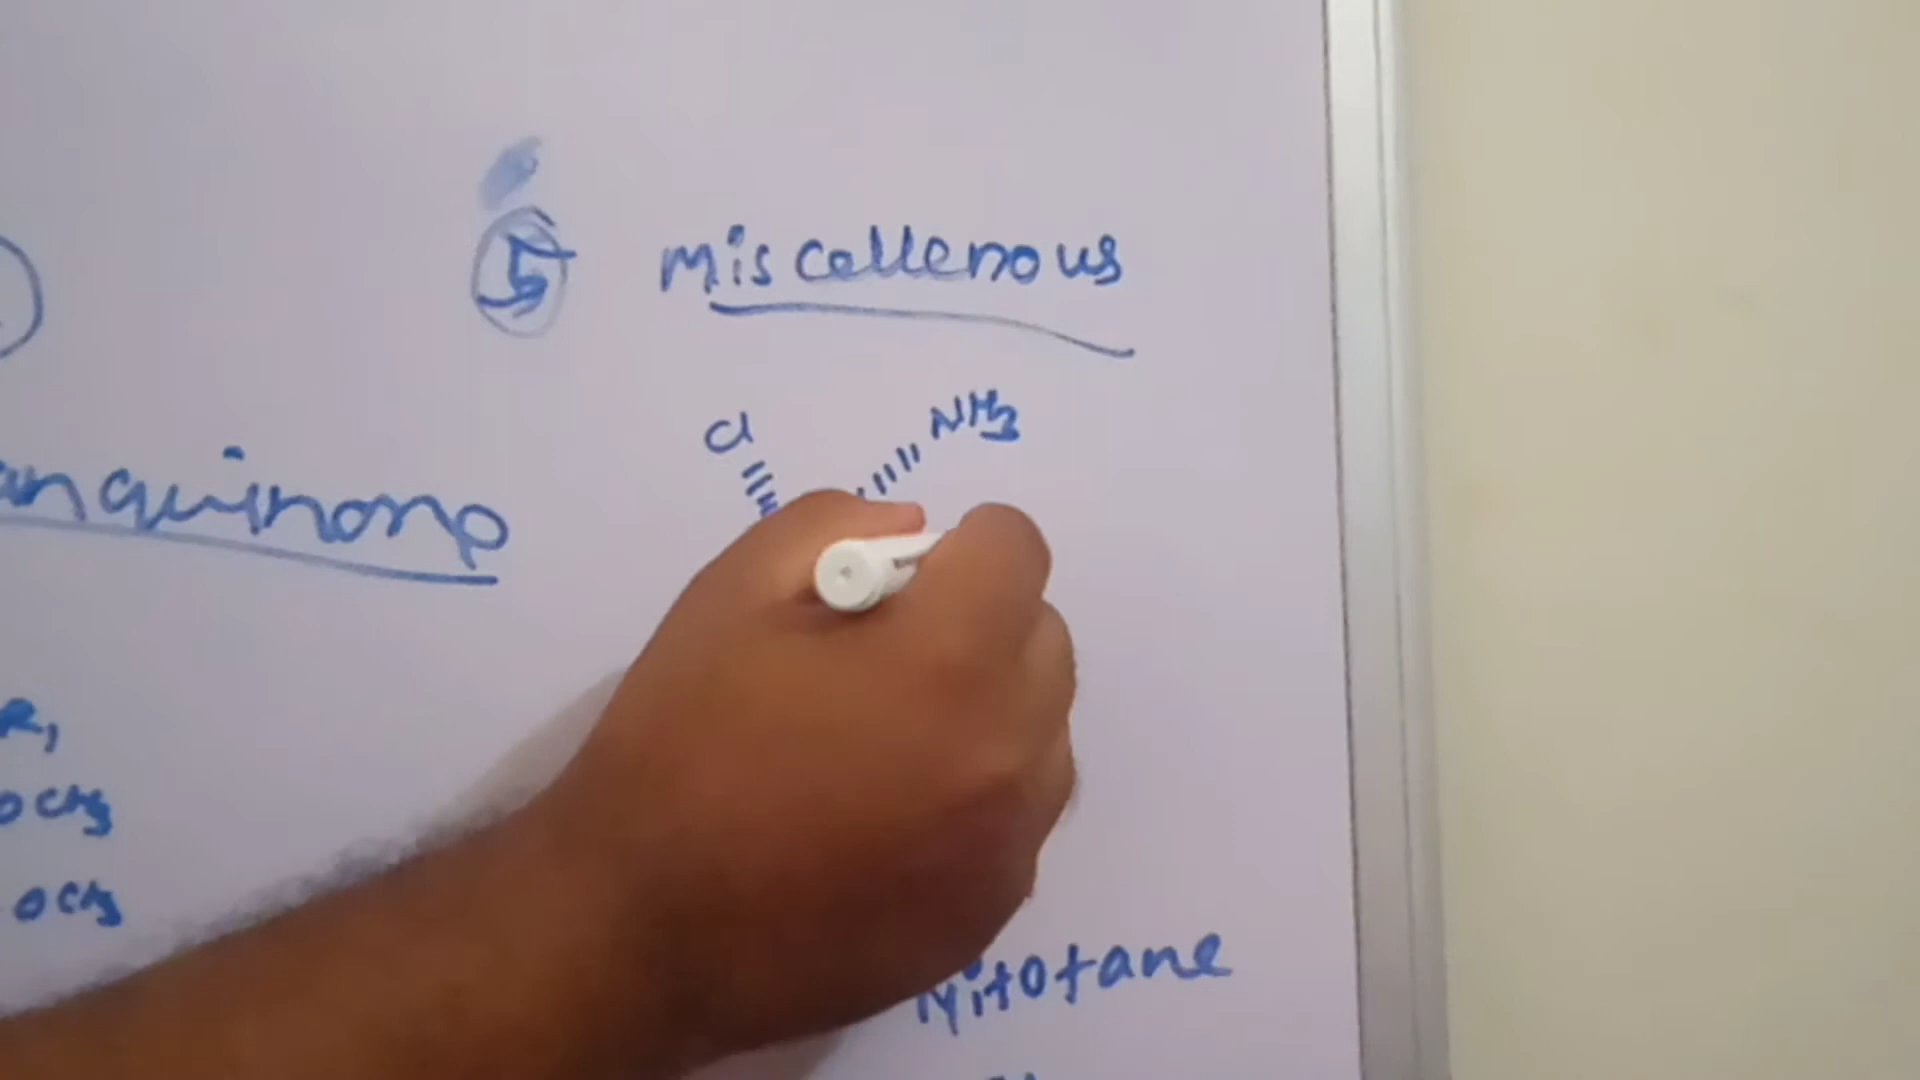 5 Miscellenous
Cl NH3
anquinone
R,
OCH3
OCH3
Mitotane